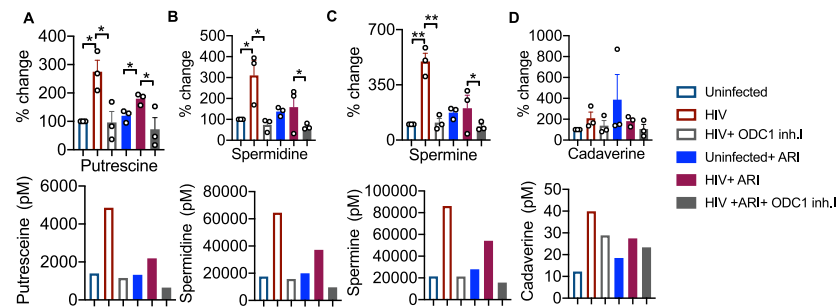 A
B
C
D
% change
400
300
200
100
0
*
*
*
*
Putrescine
% change
500
400
300
200
100
0
*
*
*
Spermidine
% change
750
500
250
0
**
**
*
Spermine
% change
1000
800
600
400
200
0
Cadaverine
Uninfected
HIV
HIV+ ODC1 inh.I
Uninfected+ ARI
HIV+ ARI
HIV +ARI+ ODC1 inh.I
Putresceine (pM)
6000
4000
2000
0
Spermidine (pM)
80000
60000
40000
20000
0
Spermine (pM)
100000
80000
60000
40000
20000
0
Cadaverine (pM)
50
40
30
20
10
0